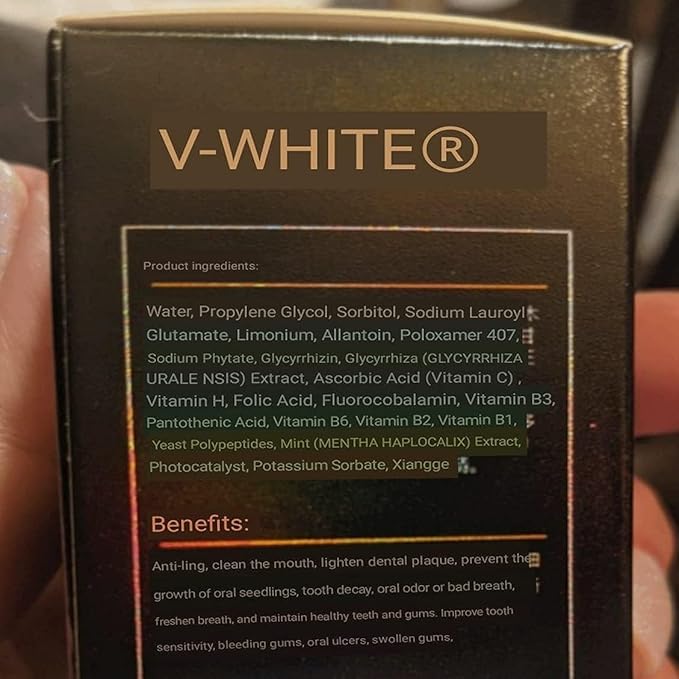 V-WHITE®
Product ingredients:
Water, Propylene Glycol, Sorbitol, Sodium Lauroyl
Glutamate, Limonium, Allantoin, Poloxamer 407,
Sodium Phytate, Glycyrrhizin, Glycyrrhiza (GLYCYRRHIZA
URALE NSIS) Extract, Ascorbic Acid (Vitamin C) ,
Vitamin H, Folic Acid, Fluorocobalamin, Vitamin B3,
Pantothenic Acid, Vitamin B6, Vitamin B2, Vitamin B1,
Yeast Polypeptides, Mint (MENTHA HAPLOCALIX) Extract,
Photocatalyst, Potassium Sorbate, Xiangge
Benefits:
Anti-ling, clean the mouth, lighten dental plaque, prevent the
growth of oral seedlings, tooth decay, oral odor or bad breath,
freshen breath, and maintain healthy teeth and gums. Improve tooth
sensitivity, bleeding gums, oral ulcers, swollen gums,